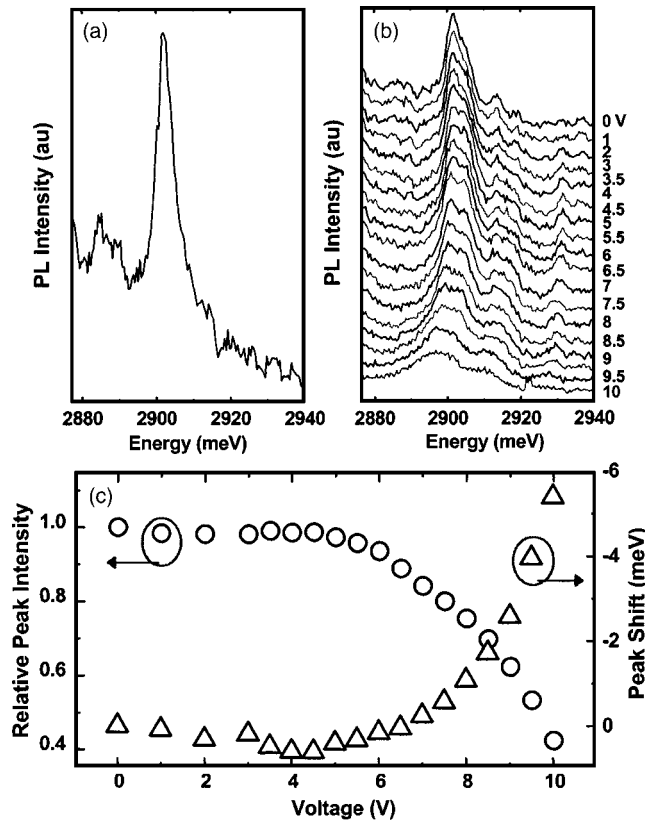 (a)
PL Intensity (au)
2880 2900 2920 2940
Energy (meV)
(b)
PL Intensity (au)
0 V
1
2
3
3.5
4
4.5
5
5.5
6
6.5
7
7.5
8
8.5
9
9.5
10
2880 2900 2920 2940
Energy (meV)
(c)
Relative Peak Intensity
1.0
0.8
0.6
0.4
-6
-4
-2
0
Peak Shift (meV)
0 2 4 6 8 10
Voltage (V)